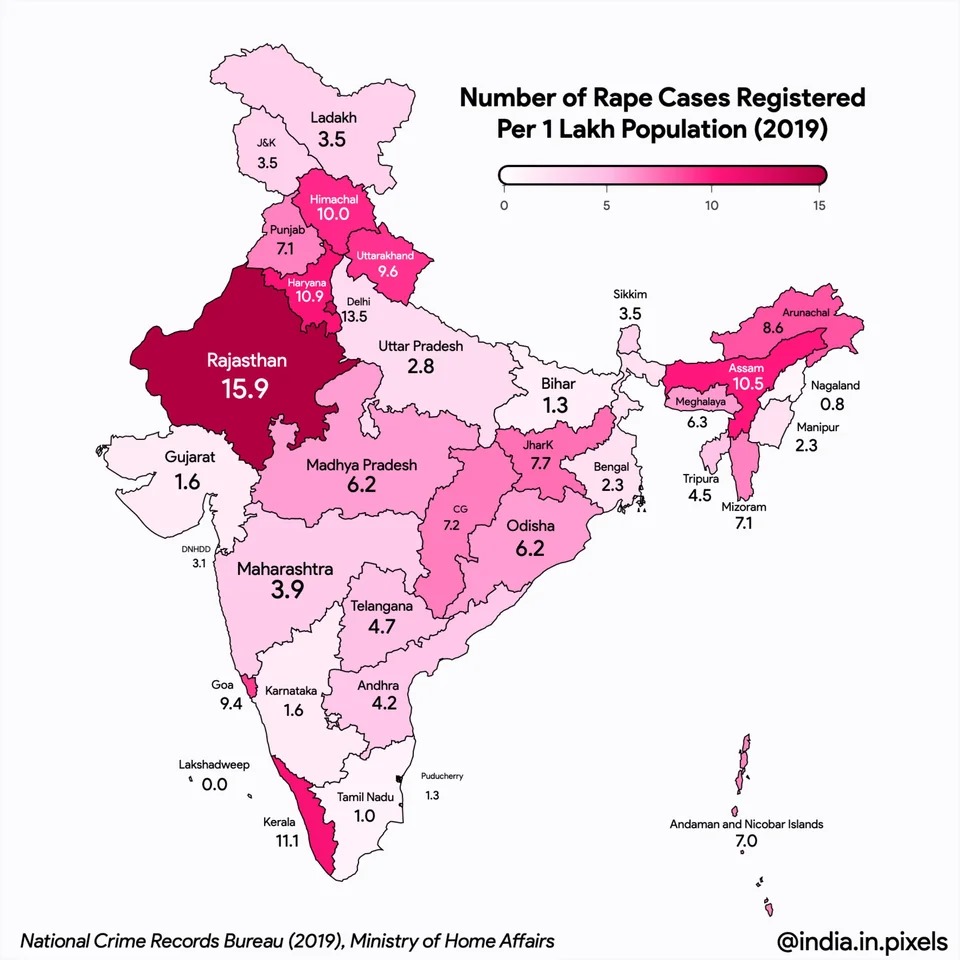 Number of Rape Cases Registered
Per 1 Lakh Population (2019)
0 5 10 15
Ladakh
3.5
J&K
3.5
Himachal
10.0
Punjab
7.1
Uttarakhand
9.6
Haryana
10.9
Delhi
13.5
Rajasthan
15.9
Uttar Pradesh
2.8
Bihar
1.3
Sikkim
3.5
Arunachal
8.6
Assam
10.5
Nagaland
0.8
Meghalaya
6.3
Manipur
2.3
Tripura
4.5
Mizoram
7.1
Gujarat
1.6
Madhya Pradesh
6.2
JharK
7.7
Bengal
2.3
CG
7.2
Odisha
6.2
DNHDD
3.1
Maharashtra
3.9
Telangana
4.7
Goa
9.4
Karnataka
1.6
Andhra
4.2
Lakshadweep
0.0
Puducherry
1.3
Tamil Nadu
1.0
Kerala
11.1
Andaman and Nicobar Islands
7.0
National Crime Records Bureau (2019), Ministry of Home Affairs
@india.in.pixels